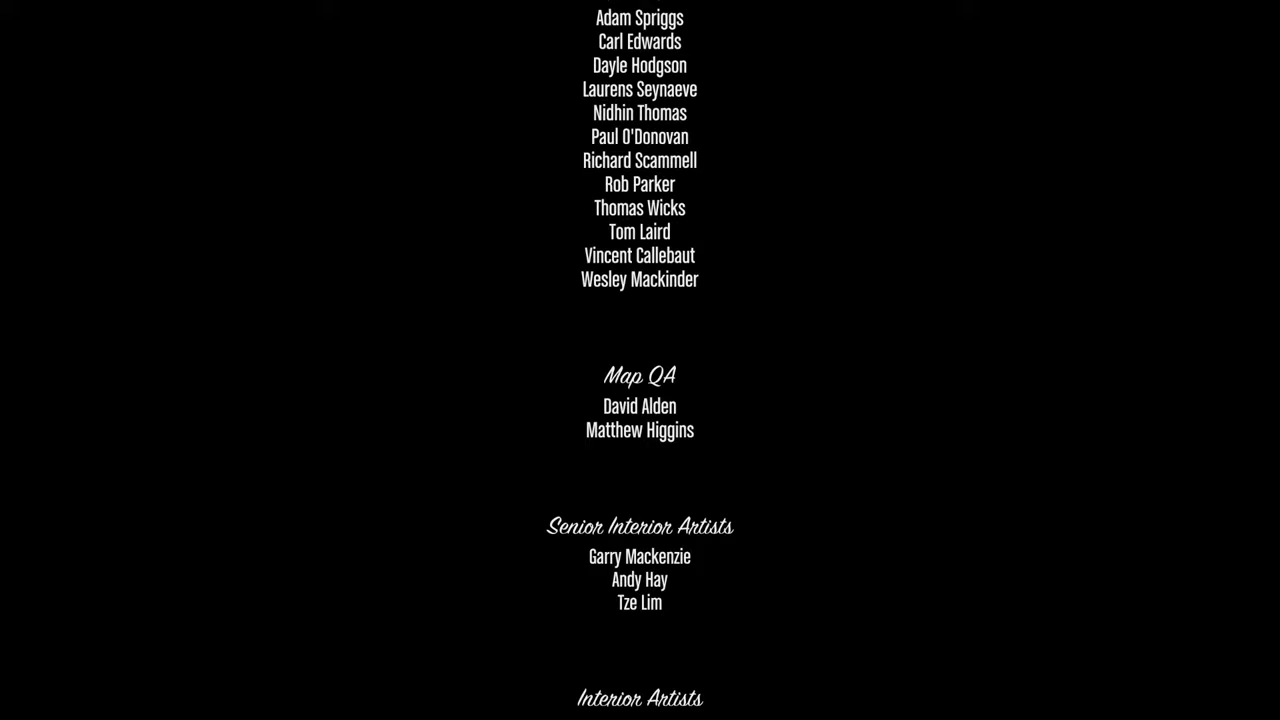 Adam Spriggs
Carl Edwards
Dayle Hodgson
Laurens Seynaeve
Nidhin Thomas
Paul O'Donovan
Richard Scammell
Rob Parker
Thomas Wicks
Tom Laird
Vincent Callebaut
Wesley Mackinder
Map QA
David Alden
Matthew Higgins
Senior Interior Artists
Garry Mackenzie
Andy Hay
Tze Lim
Interior Artists